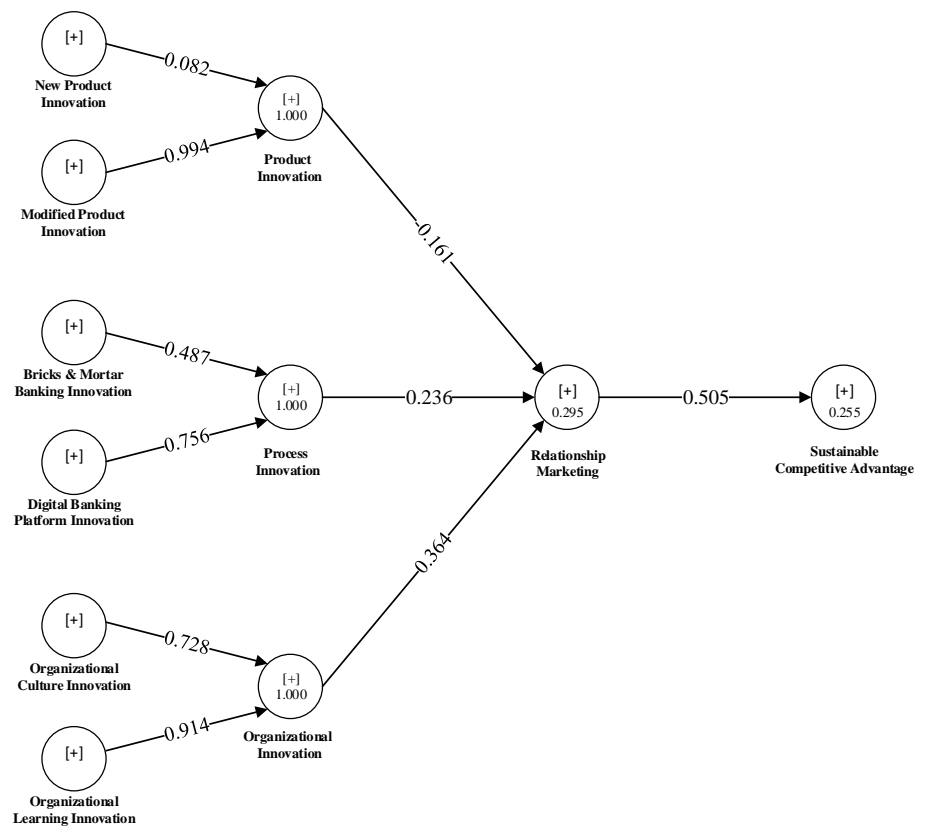 [+]
New Product
Innovation
0.082
[+]
1.000
Product
Innovation
[+]
Modified Product
Innovation
0.994
-0.161
[+]
Bricks & Mortar
Banking Innovation
0.487
[+]
1.000
Process
Innovation
0.236
[+]
0.295
Relationship
Marketing
0.505
[+]
0.255
Sustainable
Competitive Advantage
[+]
Digital Banking
Platform Innovation
0.756
0.364
[+]
Organizational
Culture Innovation
0.728
[+]
1.000
Organizational
Innovation
[+]
Organizational
Learning Innovation
0.914